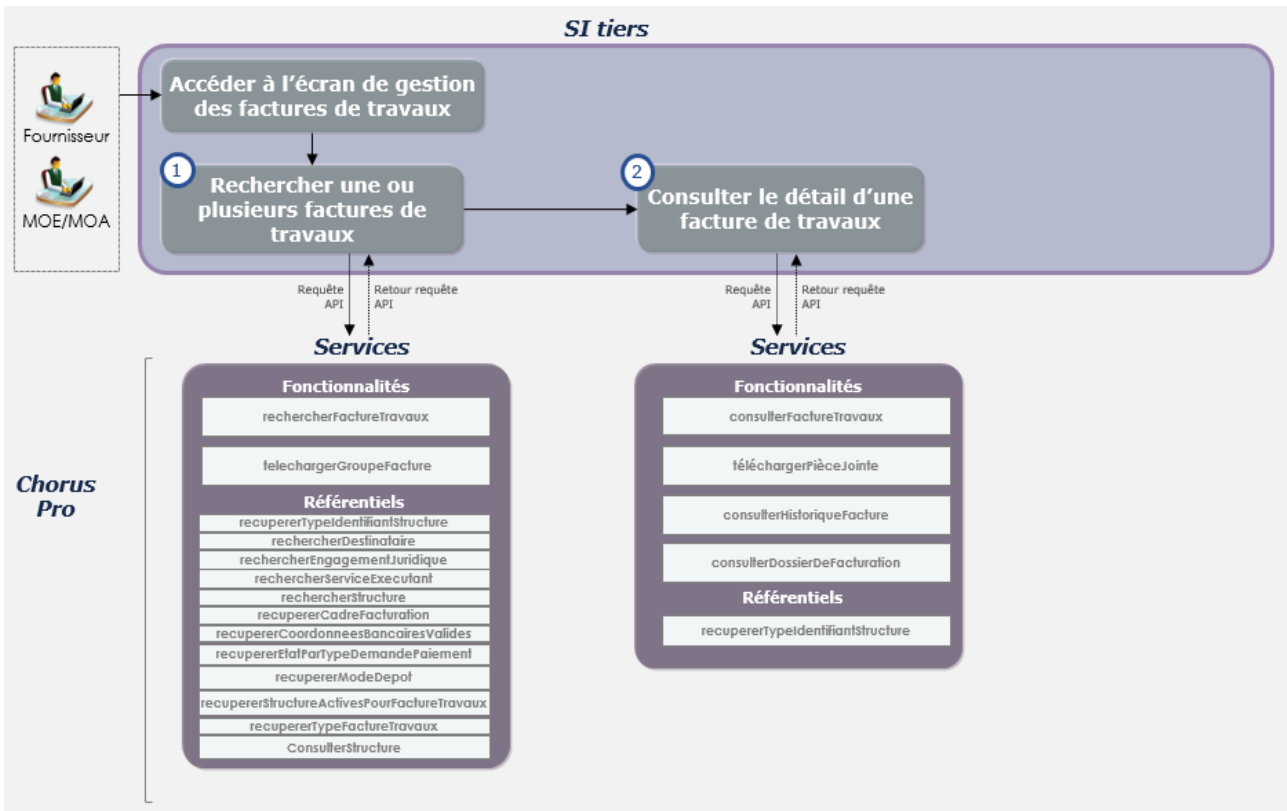 SI tiers
Accéder à l'écran de gestion
des factures de travaux
Fournisseur
MOE/MOA
1
Rechercher une ou
plusieurs factures de
travaux
2
Consulter le détail d'une
facture de travaux
Requête
API
Retour requête
API
Requête
API
Retour requête
API
Chorus
Pro
Services
Fonctionnalités
rechercherFactureTravaux
telechargerGroupeFacture
Référentiels
recupererTypeIdentifiantStructure
rechercherDestinataire
rechercherEngagementJuridique
rechercherServiceExecutant
rechercherStructure
recupererCadreFacturation
recupererCoordonneesBancairesValides
recupererEtatParTypeDemandePaiement
recupererModeDepot
recupererStructureActivesPourFactureTravaux
recupererTypeFactureTravaux
ConsulterStructure
Services
Fonctionnalités
consulterFactureTravaux
téléchargerPièceJointe
consulterHistoriqueFacture
consulterDossierDeFacturation
Référentiels
recupererTypeIdentifiantStructure